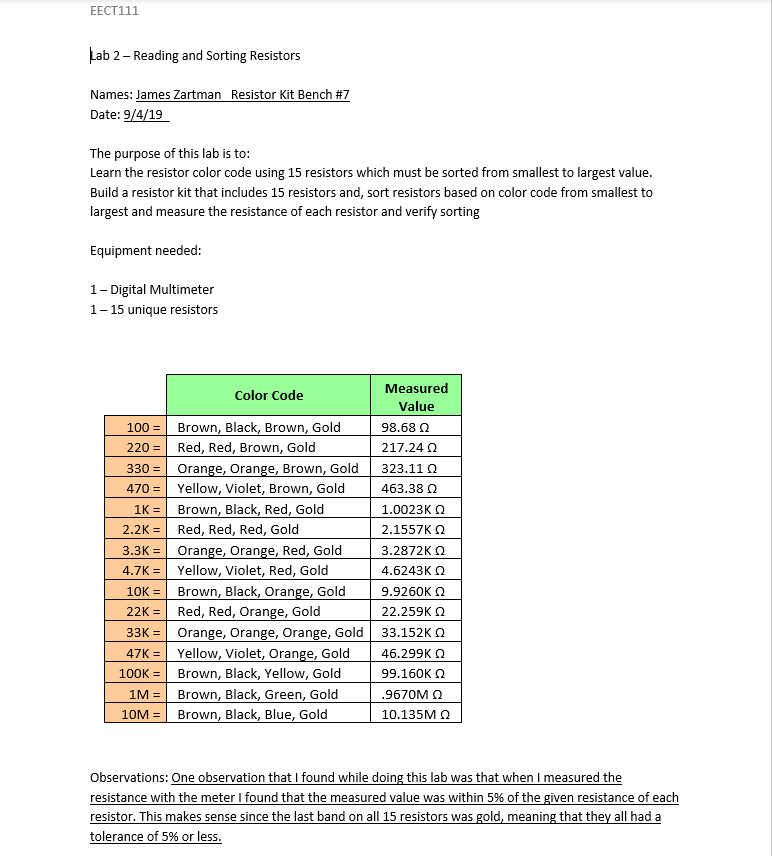 EECT111
Lab 2 – Reading and Sorting Resistors
Names: James Zartman   Resistor Kit Bench #7
Date: 9/4/19
The purpose of this lab is to:
Learn the resistor color code using 15 resistors which must be sorted from smallest to largest value.
Build a resistor kit that includes 15 resistors and, sort resistors based on color code from smallest to
largest and measure the resistance of each resistor and verify sorting
Equipment needed:
1 – Digital Multimeter
1 – 15 unique resistors
Color Code Measured
Value
100 = Brown, Black, Brown, Gold 98.68 Ω
220 = Red, Red, Brown, Gold 217.24 Ω
330 = Orange, Orange, Brown, Gold 323.11 Ω
470 = Yellow, Violet, Brown, Gold 463.38 Ω
1K = Brown, Black, Red, Gold 1.0023K Ω
2.2K = Red, Red, Red, Gold 2.1557K Ω
3.3K = Orange, Orange, Red, Gold 3.2872K Ω
4.7K = Yellow, Violet, Red, Gold 4.6243K Ω
10K = Brown, Black, Orange, Gold 9.9260K Ω
22K = Red, Red, Orange, Gold 22.259K Ω
33K = Orange, Orange, Orange, Gold 33.152K Ω
47K = Yellow, Violet, Orange, Gold 46.299K Ω
100K = Brown, Black, Yellow, Gold 99.160K Ω
1M = Brown, Black, Green, Gold .9670M Ω
10M = Brown, Black, Blue, Gold 10.135M Ω
Observations: One observation that I found while doing this lab was that when I measured the
resistance with the meter I found that the measured value was within 5% of the given resistance of each
resistor. This makes sense since the last band on all 15 resistors was gold, meaning that they all had a
tolerance of 5% or less.